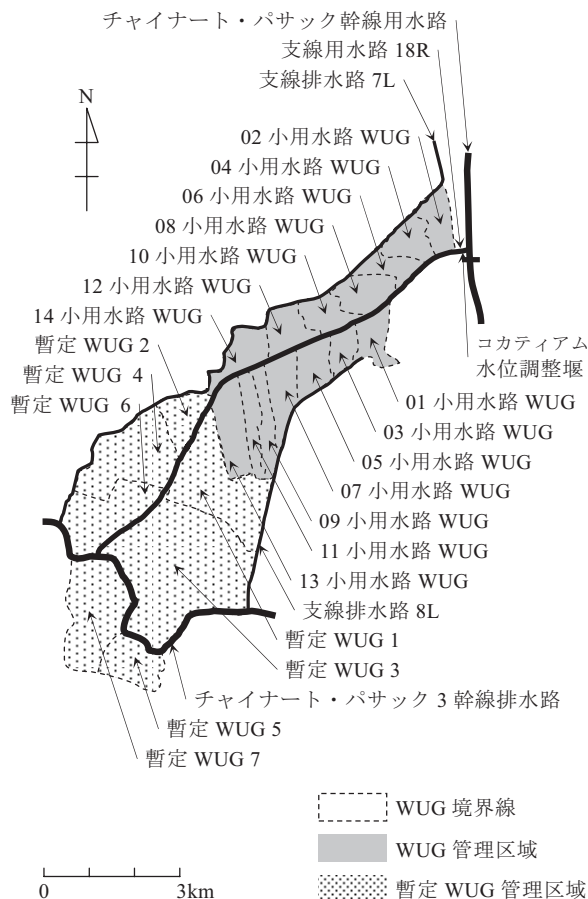 チャイナート・パサック幹線用水路
支線用水路 18R
支線排水路 7L
N
02 小用水路 WUG
04 小用水路 WUG
06 小用水路 WUG
08 小用水路 WUG
10 小用水路 WUG
12 小用水路 WUG
14 小用水路 WUG
暫定 WUG 2
暫定 WUG 4
暫定 WUG 6
コカティアム
水位調整堰
01 小用水路 WUG
03 小用水路 WUG
05 小用水路 WUG
07 小用水路 WUG
09 小用水路 WUG
11 小用水路 WUG
13 小用水路 WUG
支線排水路 8L
暫定 WUG 1
暫定 WUG 3
チャイナート・パサック 3 幹線排水路
暫定 WUG 5
暫定 WUG 7
WUG 境界線
WUG 管理区域
暫定 WUG 管理区域
0 3km